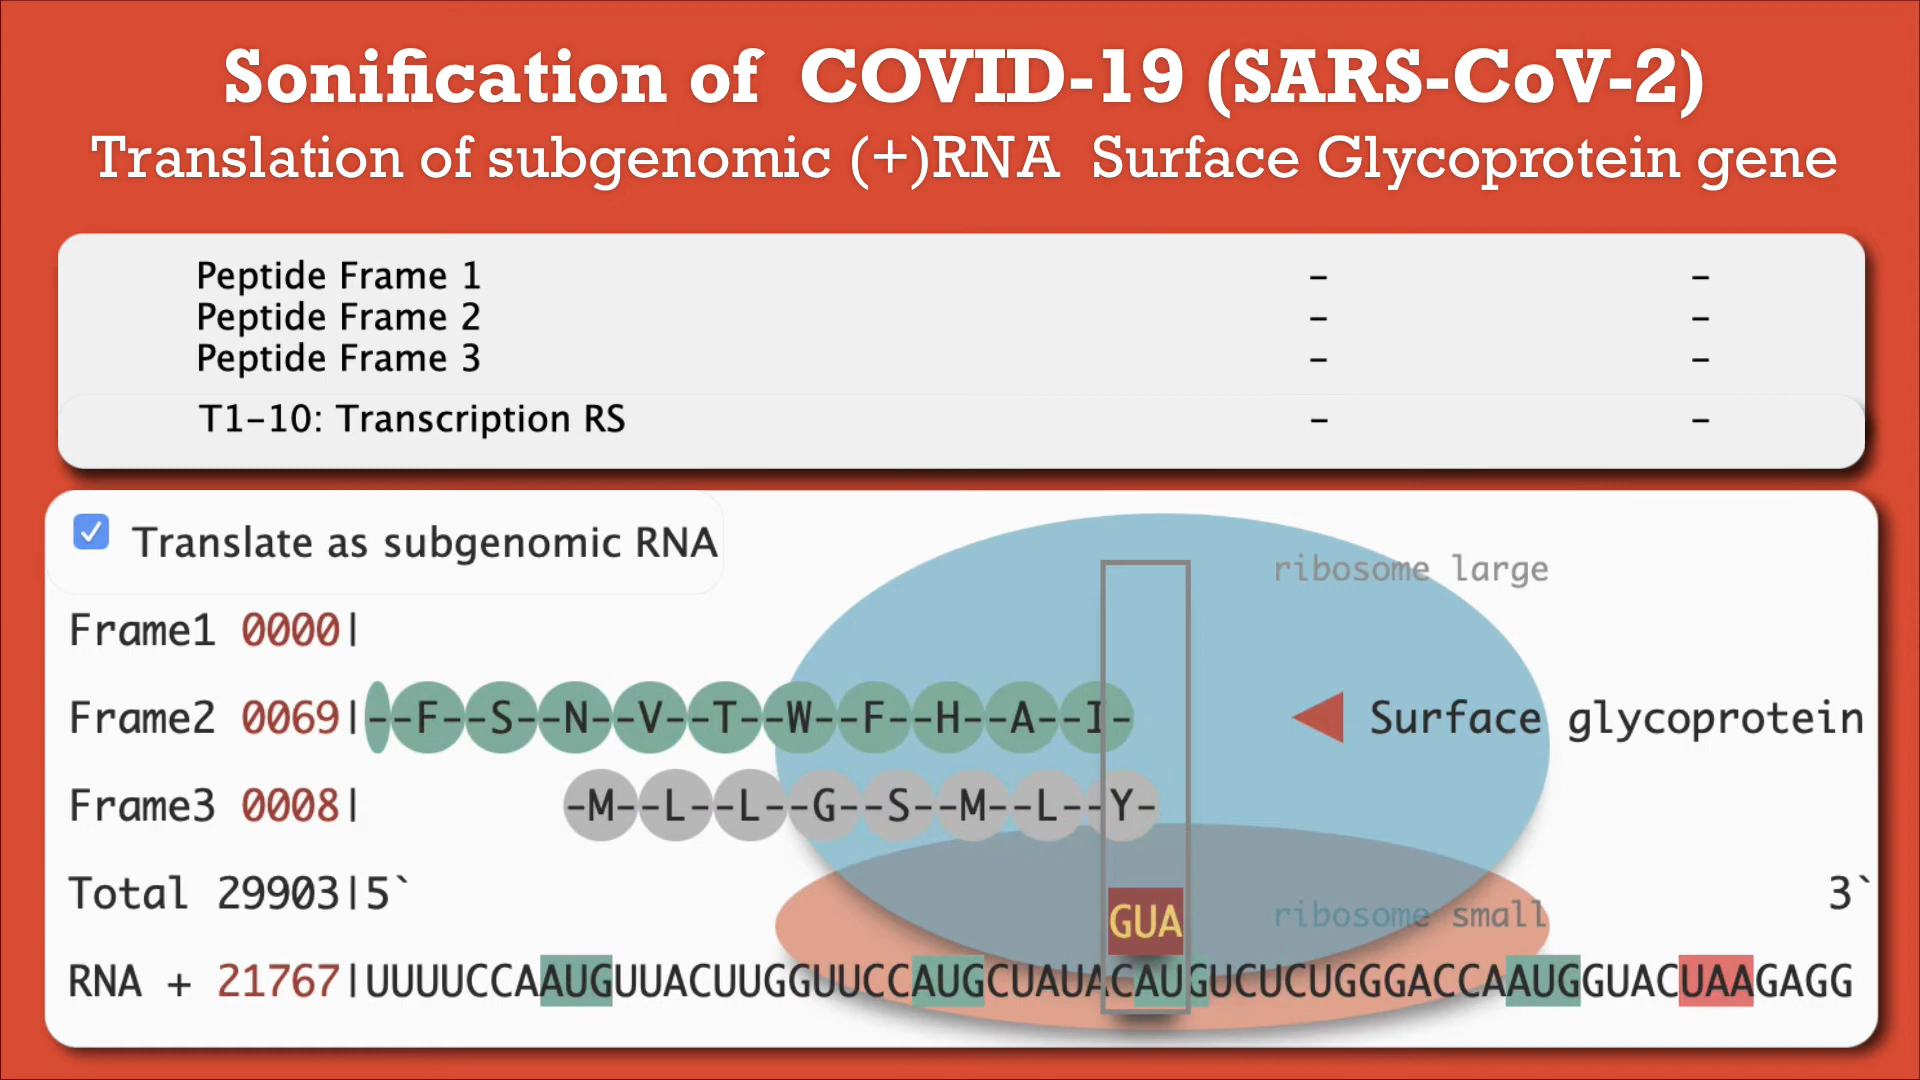 Sonification of COVID-19 (SARS-CoV-2)
Translation of subgenomic (+)RNA Surface Glycoprotein gene
Peptide Frame 1 - -
Peptide Frame 2 - -
Peptide Frame 3 - -
T1-10: Transcription RS - -
Translate as subgenomic RNA
ribosome large
Frame1 0000|
Frame2 0069|--F--S--N--V--T--W--F--H--A--I- Surface glycoprotein
Frame3 0008| -M--L--L--G--S--M--L--Y-
Total 29903|5` 3`
GUA ribosome small
RNA + 21767|UUUUCCAAUGUUACUUGGUUCCAUGCUAUACAUGUCUCUGGGACCAAUGGUACUAAGAGG